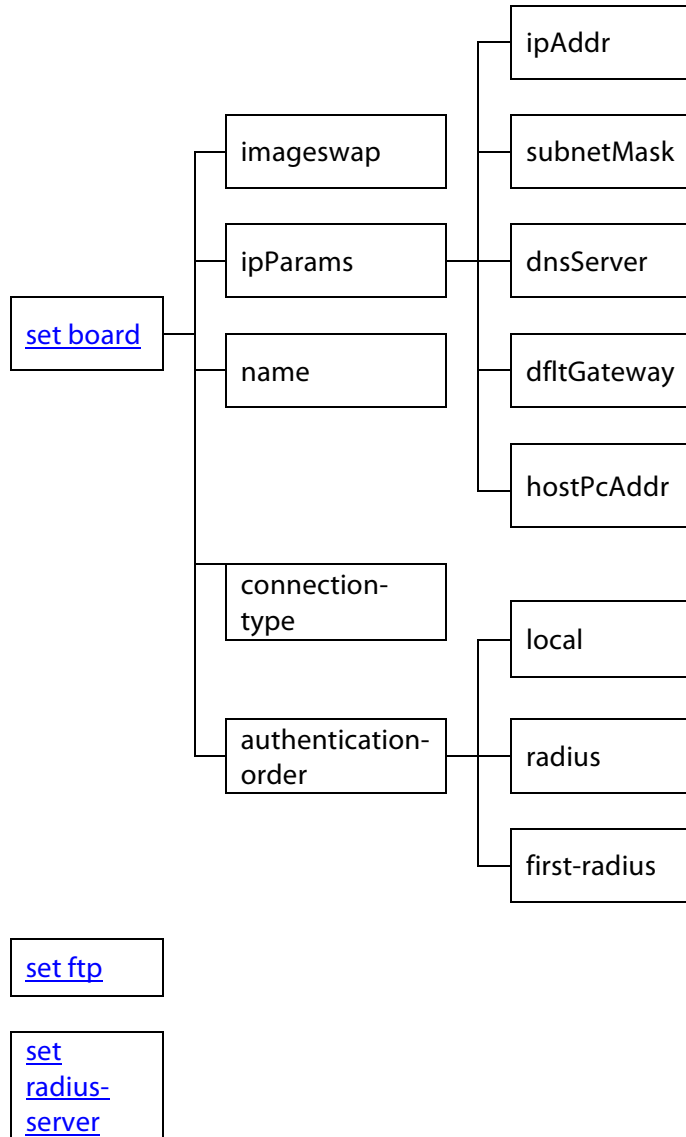 set board
imageswap
ipParams
name
connection-
type
authentication-
order
ipAddr
subnetMask
dnsServer
dfltGateway
hostPcAddr
local
radius
first-radius
set ftp
set
radius-
server